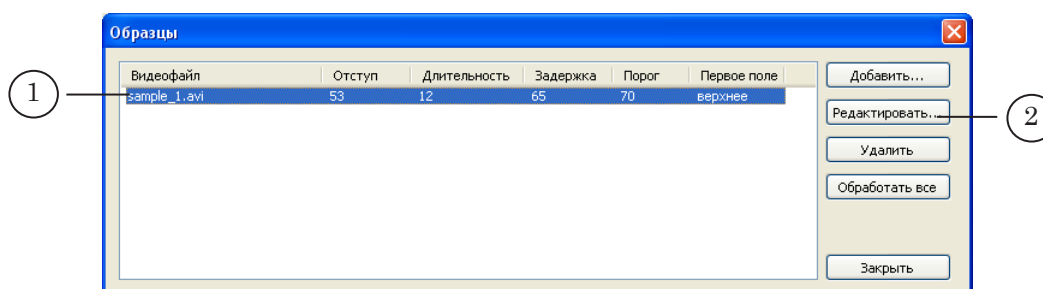 Образцы
Видеофайл Отступ Длительность Задержка Порог Первое поле
sample_1.avi 53 12 65 70 верхнее
Добавить...
Редактировать...
Удалить
Обработать все
Закрыть
1
2